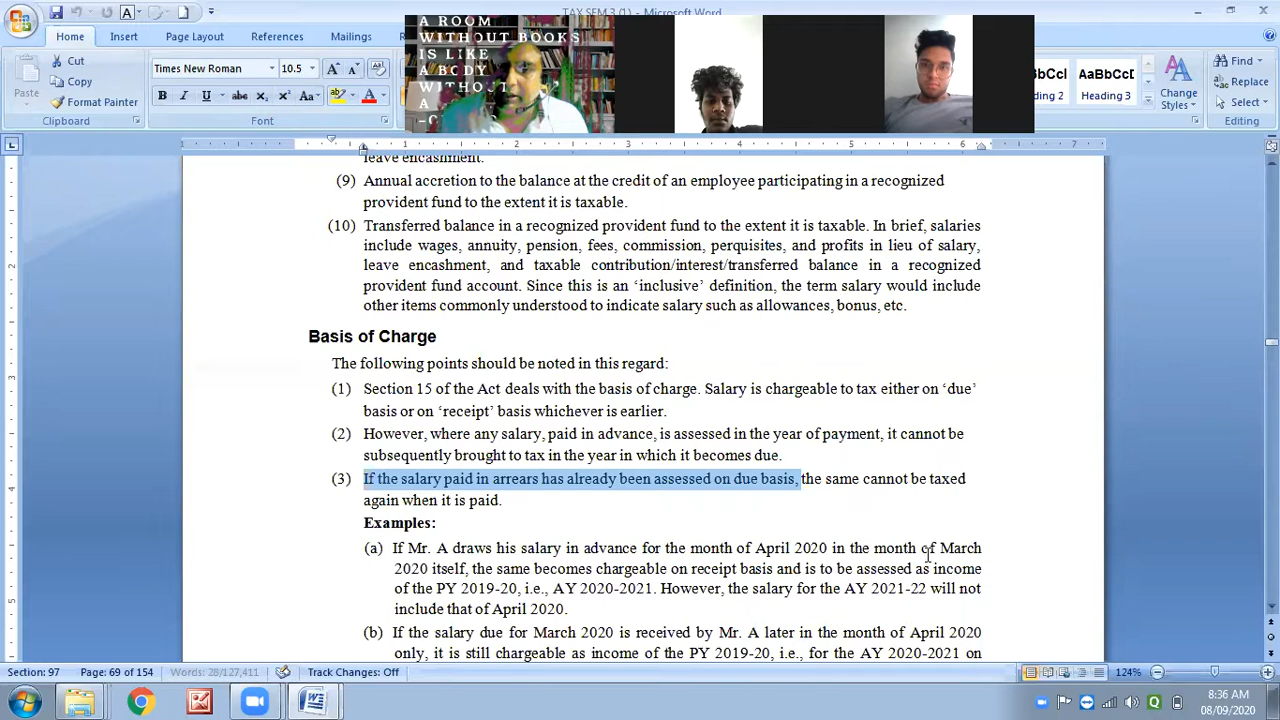 TAX SEM 3 (1) - Microsoft Word
Home Insert Page Layout References Mailings
Cut
Copy
Format Painter
Paste
Clipboard
Times New Roman 10.5
Font
A ROOM
WITHOUT BOOKS
IS LIKE
A BODY
WITHOUT
A
Heading 2 Heading 3
Change
Styles
Find
Replace
Select
Editing
leave encashment.
(9) Annual accretion to the balance at the credit of an employee participating in a recognized
provident fund to the extent it is taxable.
(10) Transferred balance in a recognized provident fund to the extent it is taxable. In brief, salaries
include wages, annuity, pension, fees, commission, perquisites, and profits in lieu of salary,
leave encashment, and taxable contribution/interest/transferred balance in a recognized
provident fund account. Since this is an ‘inclusive’ definition, the term salary would include
other items commonly understood to indicate salary such as allowances, bonus, etc.
Basis of Charge
The following points should be noted in this regard:
(1) Section 15 of the Act deals with the basis of charge. Salary is chargeable to tax either on ‘due’
basis or on ‘receipt’ basis whichever is earlier.
(2) However, where any salary, paid in advance, is assessed in the year of payment, it cannot be
subsequently brought to tax in the year in which it becomes due.
(3) If the salary paid in arrears has already been assessed on due basis, the same cannot be taxed
again when it is paid.
Examples:
(a) If Mr. A draws his salary in advance for the month of April 2020 in the month of March
2020 itself, the same becomes chargeable on receipt basis and is to be assessed as income
of the PY 2019-20, i.e., AY 2020-2021. However, the salary for the AY 2021-22 will not
include that of April 2020.
(b) If the salary due for March 2020 is received by Mr. A later in the month of April 2020
only, it is still chargeable as income of the PY 2019-20, i.e., for the AY 2020-2021 on
Section: 97 Page: 69 of 154 Words: 28/127,411 Track Changes: Off 124%
8:36 AM
08/09/2020